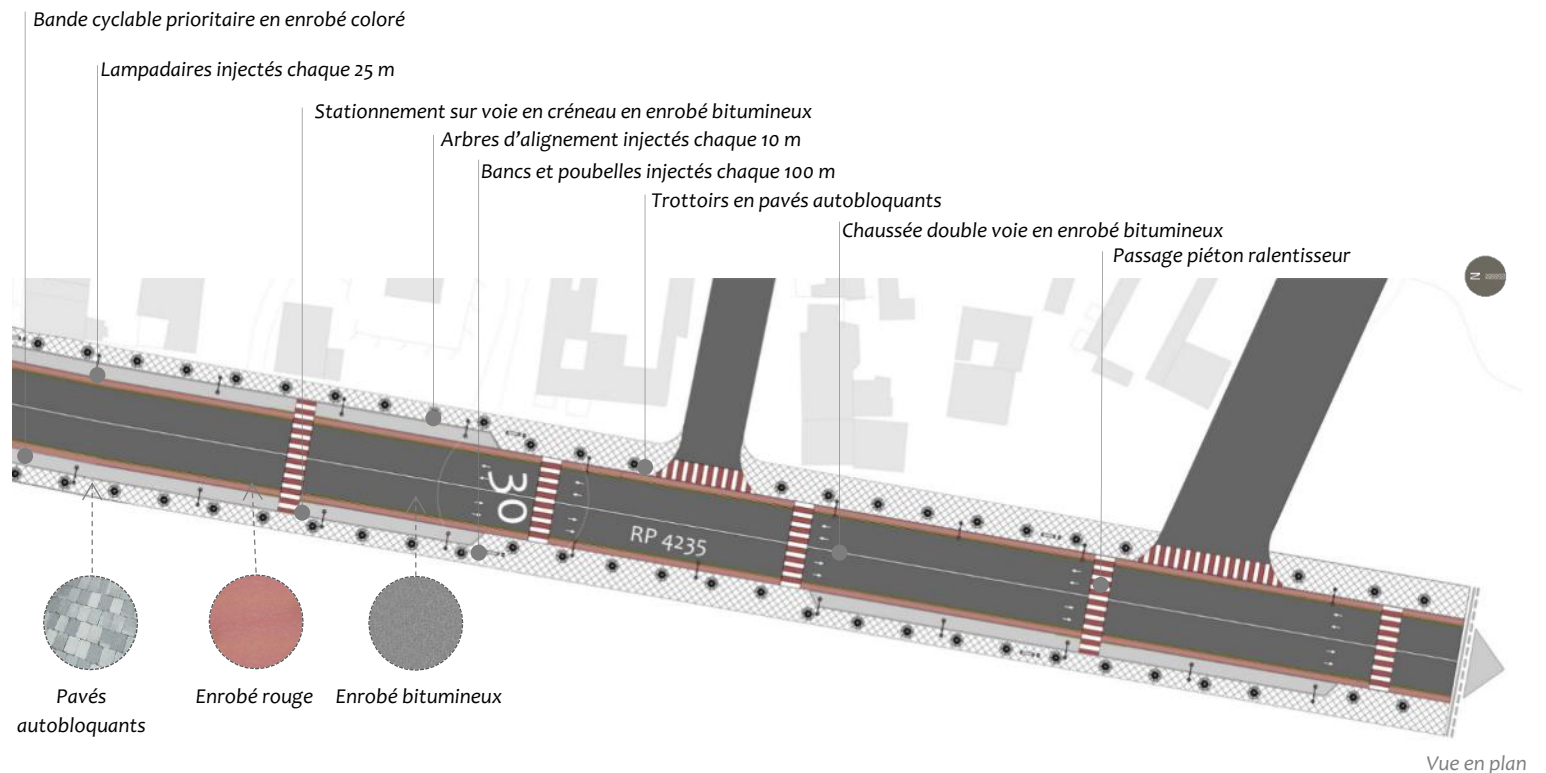 Bande cyclable prioritaire en enrobé coloré
Lampadaires injectés chaque 25 m
Stationnement sur voie en créneau en enrobé bitumineux
Arbres d’alignement injectés chaque 10 m
Bancs et poubelles injectés chaque 100 m
Trottoirs en pavés autobloquants
Chaussée double voie en enrobé bitumineux
Passage piéton ralentisseur
N
30
RP 4235
Pavés
autobloquants
Enrobé rouge
Enrobé bitumineux
Vue en plan